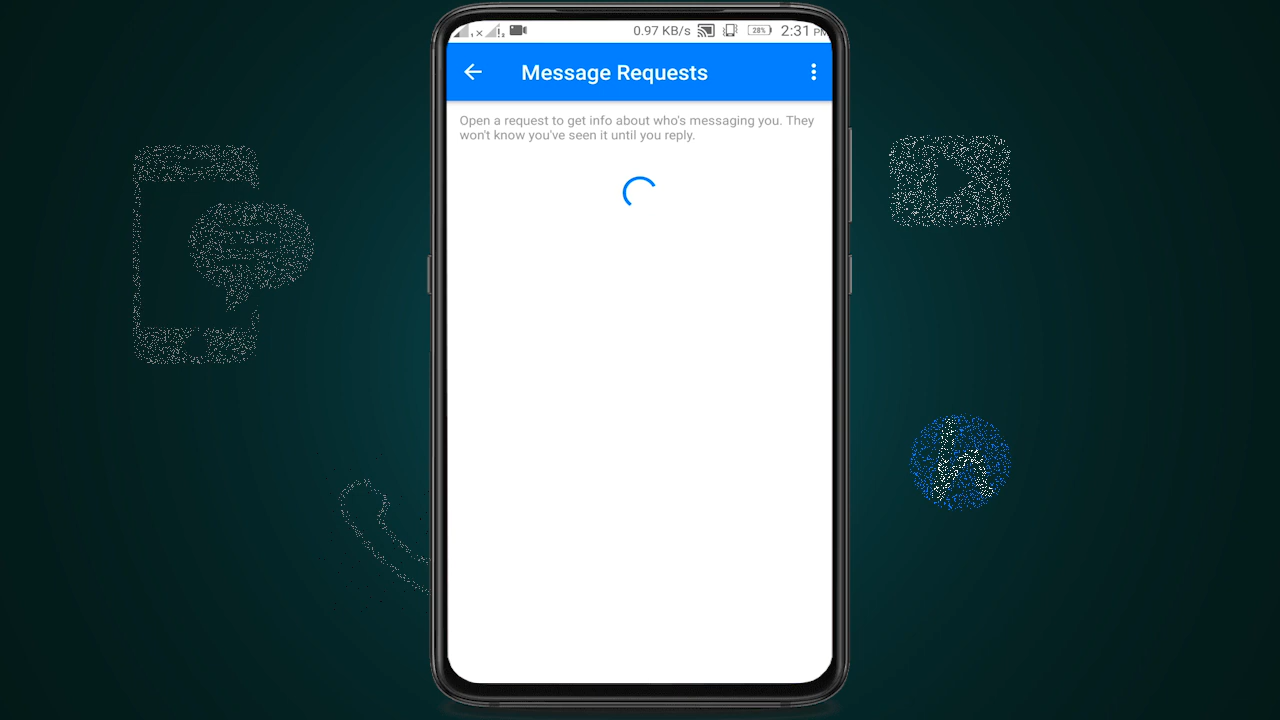 0.97 KB/s 28% 2:31 PM
Message Requests
Open a request to get info about who's messaging you. They
won't know you've seen it until you reply.